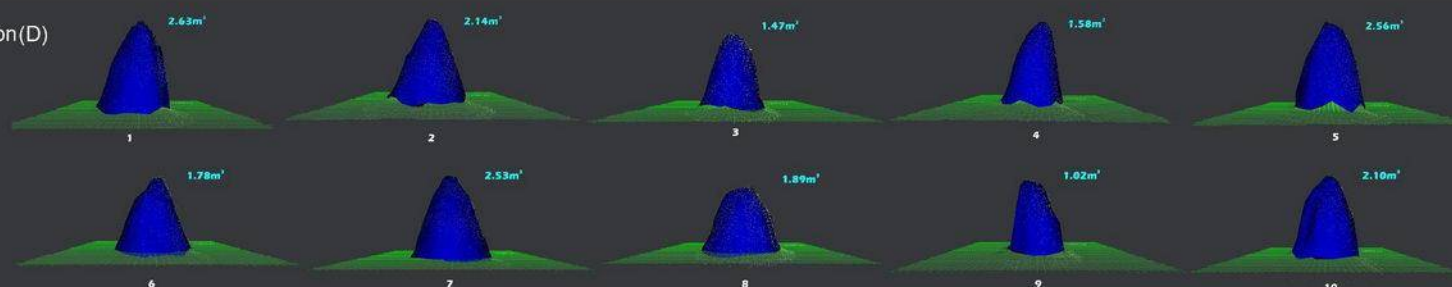 on(D)
2.63m³
2.14m³
1.47m³
1.58m³
2.56m³
1
2
3
4
5
1.78m³
2.53m³
1.89m³
1.02m³
2.10m³
6
7
8
9
10